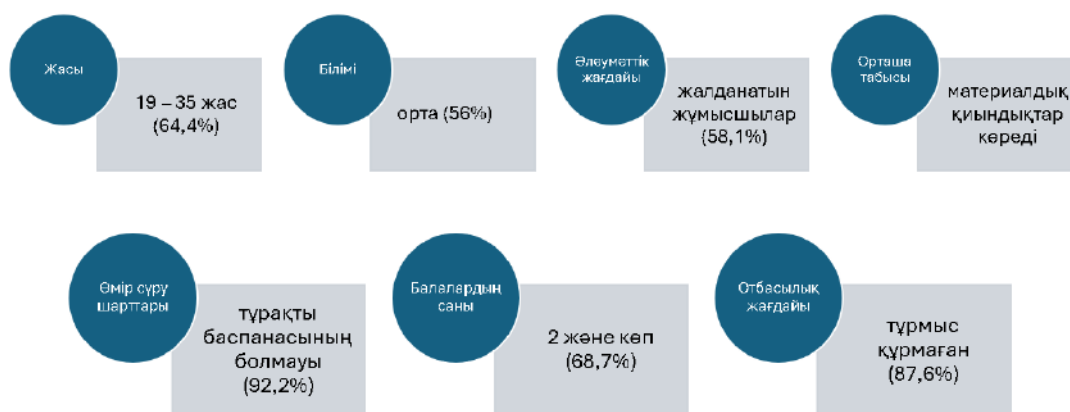 Жасы
19 – 35 жас
(64,4%)
Білімі
орта (56%)
Әлеуметтік
жағдайы
жалданатын
жұмысшылар
(58,1%)
Орташа
табысы
материалдық
қиындықтар
көреді
Өмір сүру
шарттары
тұрақты
баспанасының
болмауы
(92,2%)
Балалардың
саны
2 және көп
(68,7%)
Отбасылық
жағдайы
тұрмыс
құрмаған
(87,6%)